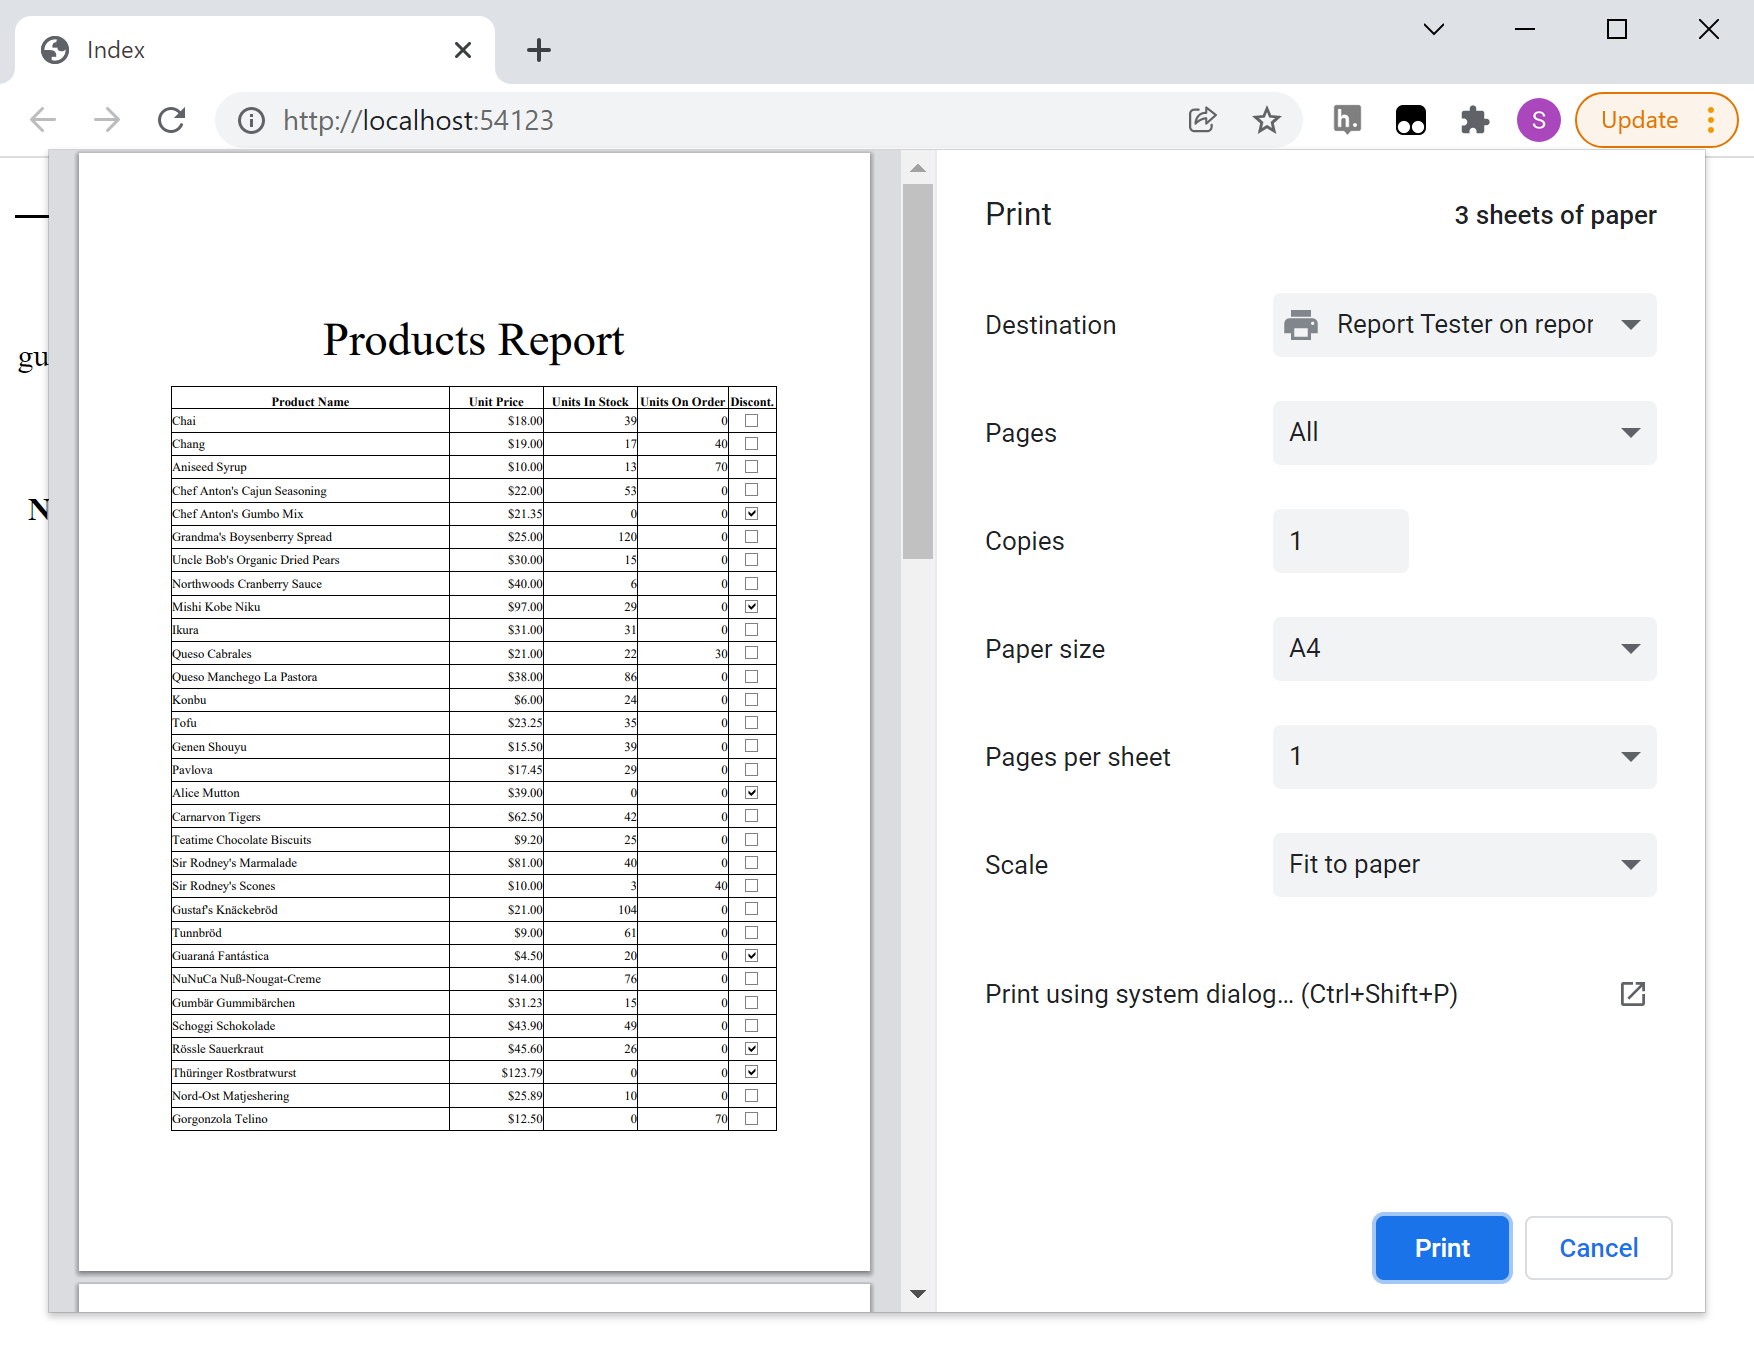 Index
http://localhost:54123
h.
S
Update
gu
N
Products Report
Product Name Unit Price Units In Stock Units On Order Discont.
Chai $18.00 39 0
Chang $19.00 17 40
Aniseed Syrup $10.00 13 70
Chef Anton's Cajun Seasoning $22.00 53 0
Chef Anton's Gumbo Mix $21.35 0 0
Grandma's Boysenberry Spread $25.00 120 0
Uncle Bob's Organic Dried Pears $30.00 15 0
Northwoods Cranberry Sauce $40.00 6 0
Mishi Kobe Niku $97.00 29 0
Ikura $31.00 31 0
Queso Cabrales $21.00 22 30
Queso Manchego La Pastora $38.00 86 0
Konbu $6.00 24 0
Tofu $23.25 35 0
Genen Shouyu $15.50 39 0
Pavlova $17.45 29 0
Alice Mutton $39.00 0 0
Carnarvon Tigers $62.50 42 0
Teatime Chocolate Biscuits $9.20 25 0
Sir Rodney's Marmalade $81.00 40 0
Sir Rodney's Scones $10.00 3 40
Gustaf's Knäckebröd $21.00 104 0
Tunnbröd $9.00 61 0
Guaraná Fantástica $4.50 20 0
NuNuCa Nuß-Nougat-Creme $14.00 76 0
Gumbär Gummibärchen $31.23 15 0
Schoggi Schokolade $43.90 49 0
Rössle Sauerkraut $45.60 26 0
Thüringer Rostbratwurst $123.79 0 0
Nord-Ost Matjeshering $25.89 10 0
Gorgonzola Telino $12.50 0 70
Print 3 sheets of paper
Destination Report Tester on repor
Pages All
Copies 1
Paper size A4
Pages per sheet 1
Scale Fit to paper
Print using system dialog... (Ctrl+Shift+P)
Print Cancel